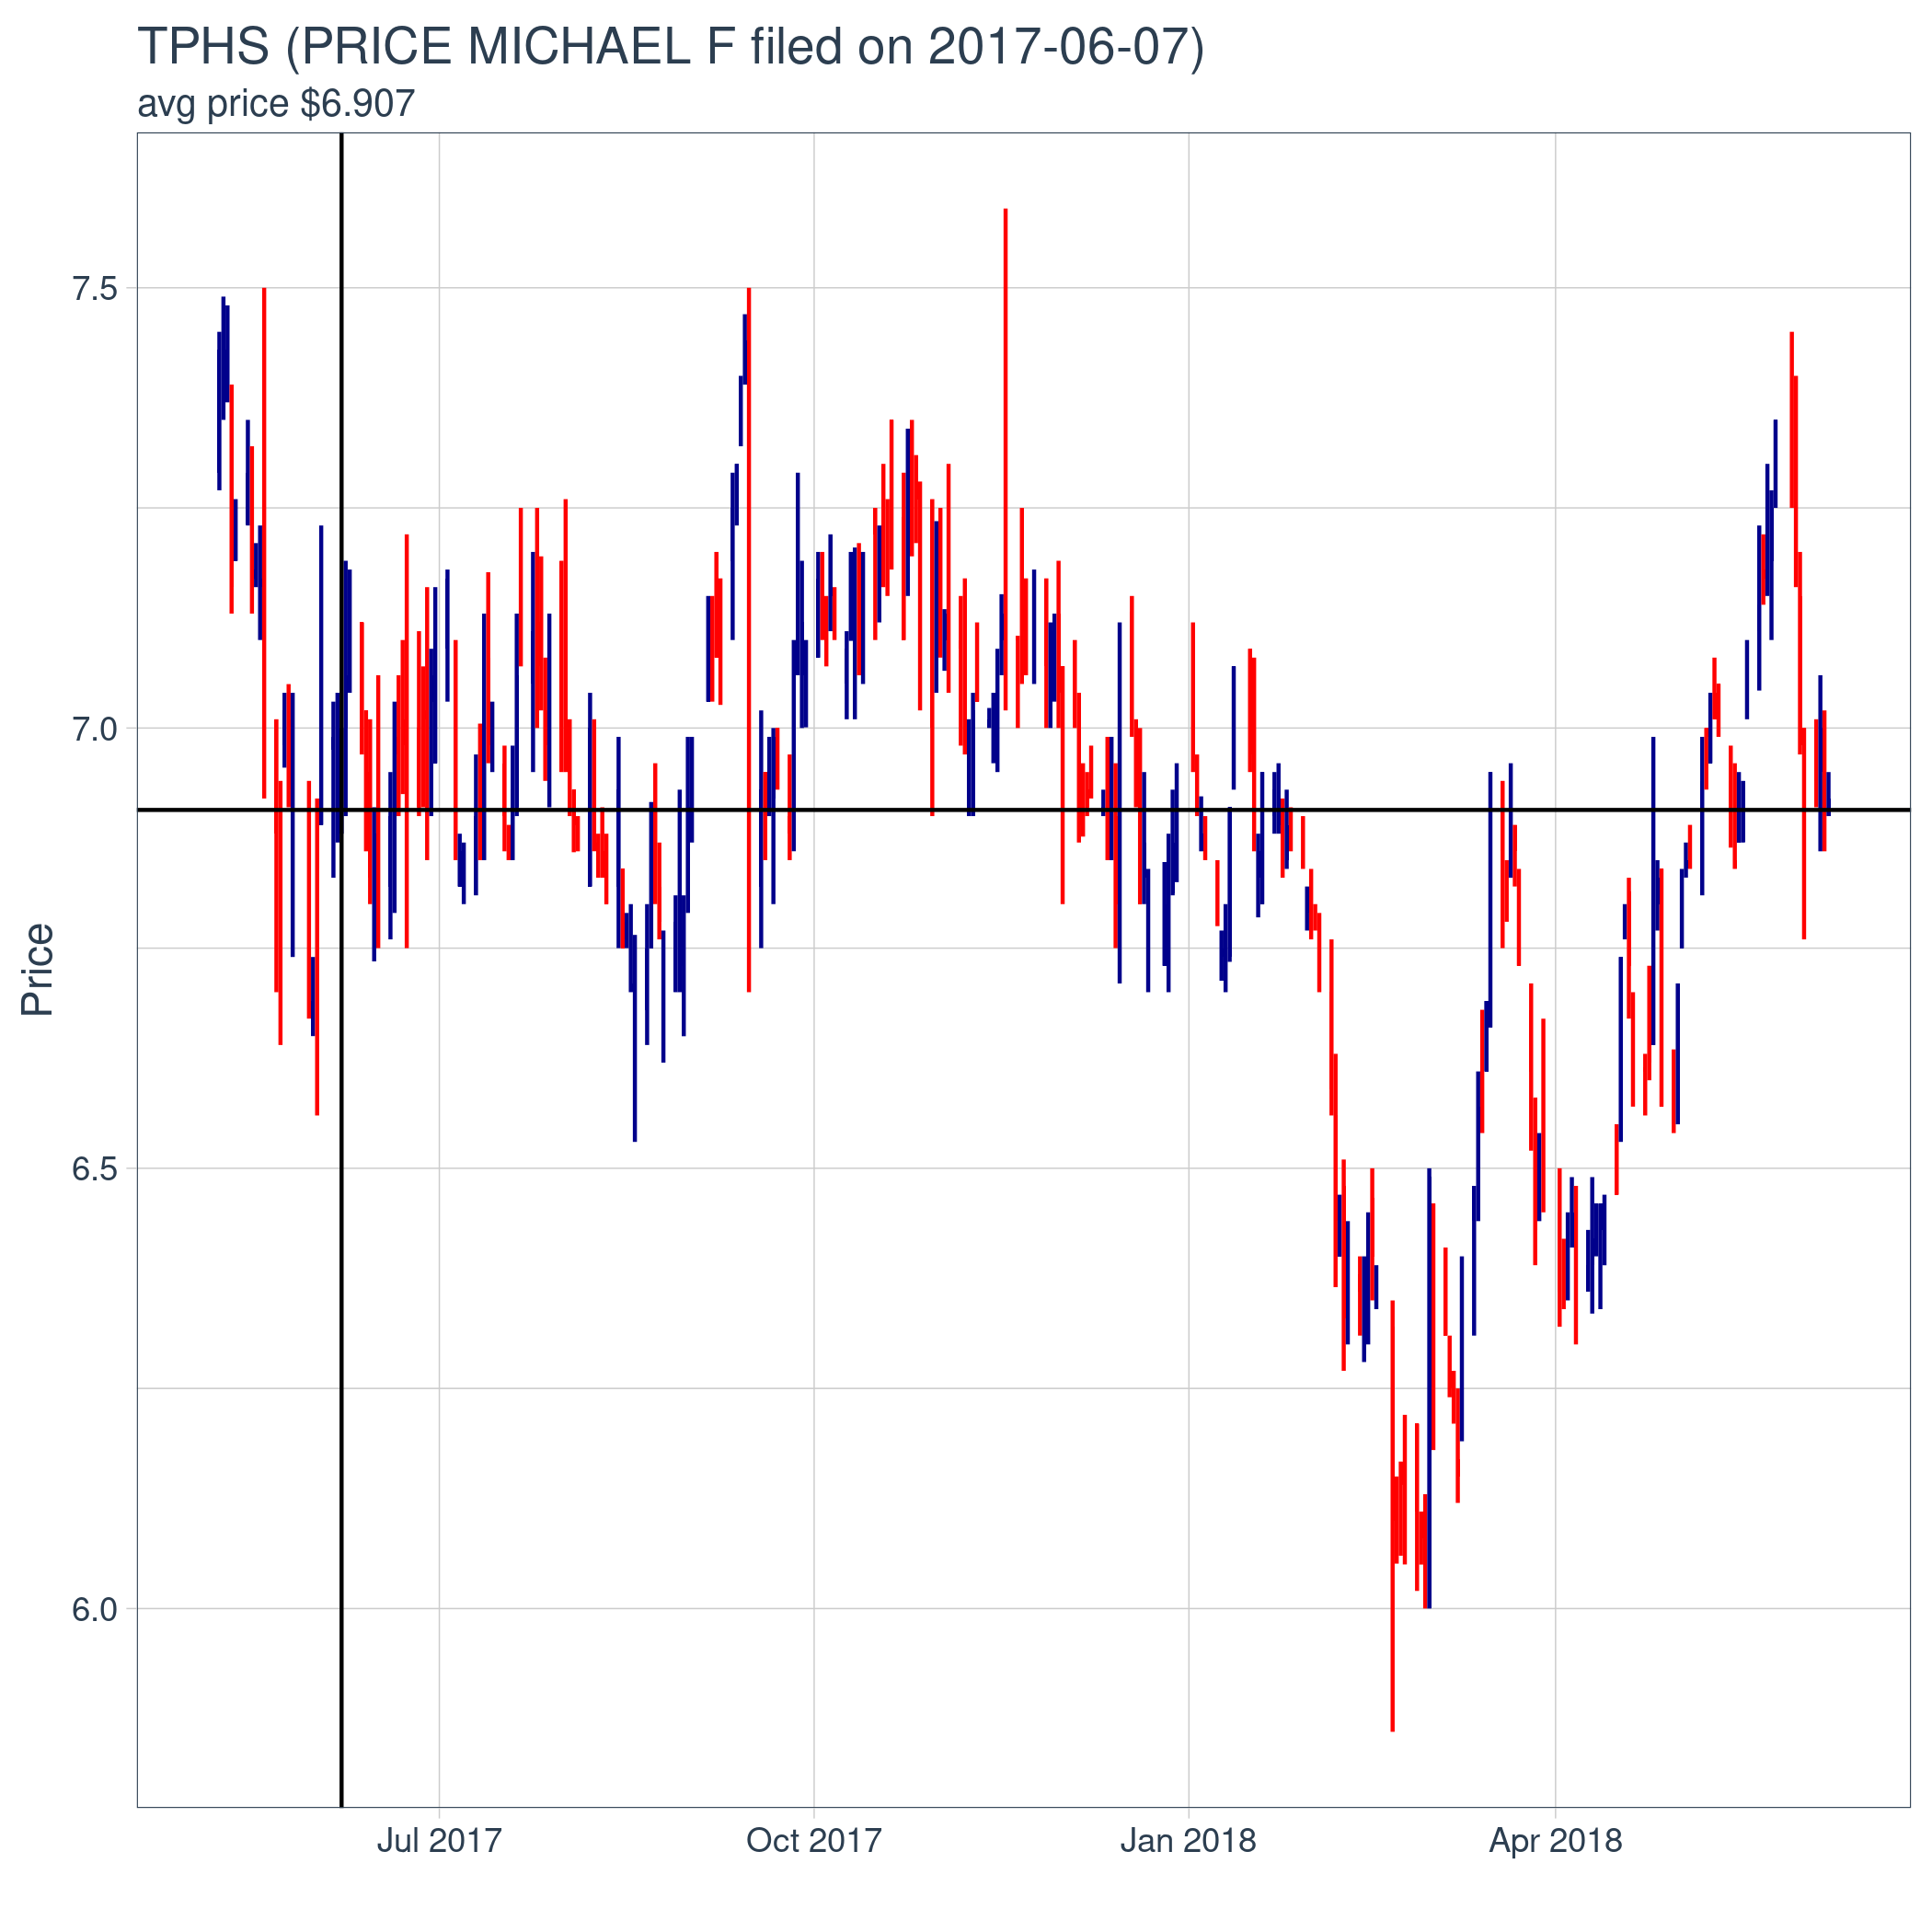 TPHS (PRICE MICHAEL F filed on 2017-06-07)
avg price $6.907
Price
7.5
7.0
6.5
6.0
Jul 2017
Oct 2017
Jan 2018
Apr 2018